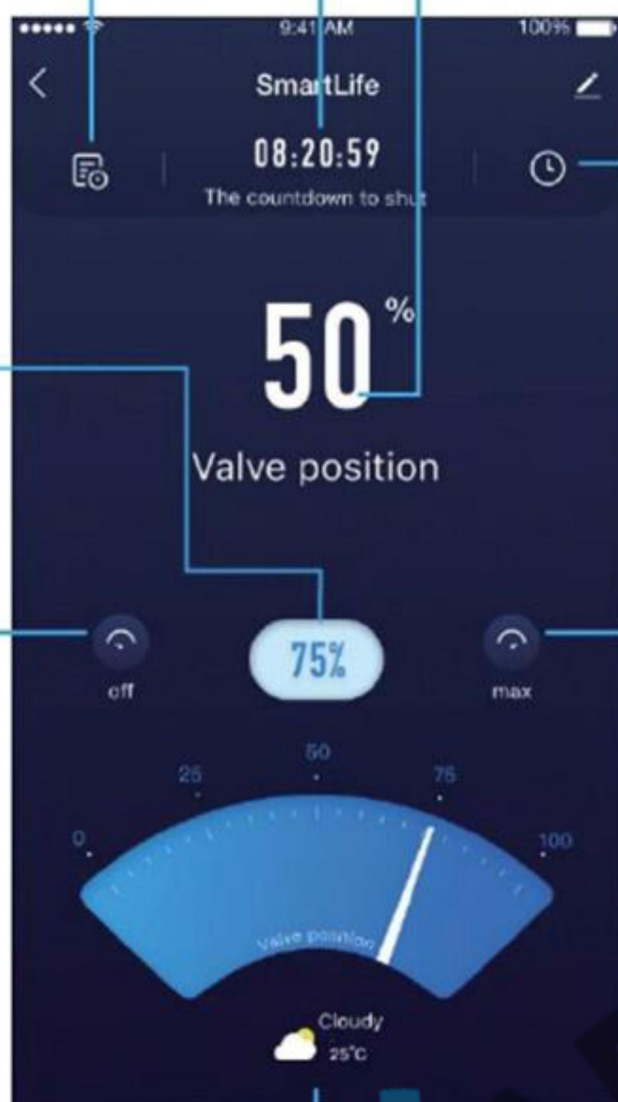 9:41 AM 100%
SmartLife
08:20:59
The countdown to shut
50%
Valve position
75%
off
max
50
25 75
0 100
Valve position
Cloudy
25°C